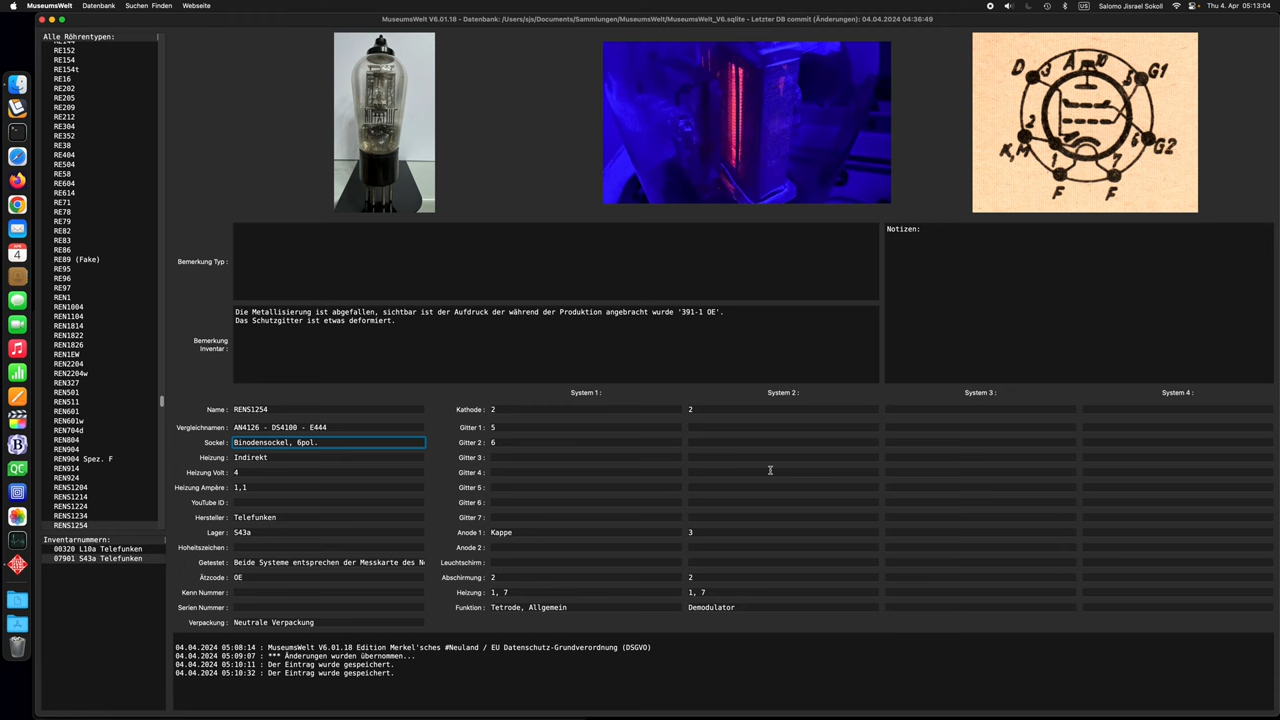 MuseumsWelt Datenbank Suchen Finden Webseite
US Salomo Jisrael Sokoll Thu 4. Apr 05:13:04
MuseumsWelt V6.01.18 - Datenbank: /Users/sjs/Documents/Sammlungen/MuseumsWelt/MuseumsWelt_V6.sqlite - Letzter DB commit (Änderungen): 04.04.2024 04:36:49
Alle Röhrentypen:
RE152
RE154
RE154t
RE16
RE202
RE205
RE209
RE212
RE304
RE352
RE38
RE404
RE504
RE58
RE604
RE614
RE71
RE78
RE79
RE82
RE83
RE86
RE89 (Fake)
RE95
RE96
RE97
REN1
REN1004
REN1104
REN1814
REN1822
REN1826
REN1EW
REN2204
REN2204w
REN327
REN501
REN511
REN601
REN601w
REN704d
REN804
REN904 Spez. F
REN914
REN924
RENS1204
RENS1214
RENS1224
RENS1234
RENS1254
Inventarnummern:
00320 L10a Telefunken
07901 S43a Telefunken
D 3 A N 5 G1
K,M 2 6 G2
1 7
F F
Bemerkung Typ :
Notizen:
Bemerkung Inventar :
Die Metallisierung ist abgefallen, sichtbar ist der Aufdruck der während der Produktion angebracht wurde '391-1 OE'.
Das Schutzgitter ist etwas deformiert.
System 1 : System 2 : System 3 : System 4 :
Name : RENS1254 Kathode : 2 2
Vergleichnamen : AN4126 - DS4100 - E444 Gitter 1 : 5
Sockel : Binodensockel, 6pol. Gitter 2 : 6
Heizung : Indirekt Gitter 3 :
Heizung Volt : 4 Gitter 4 :
Heizung Ampère : 1,1 Gitter 5 :
YouTube ID : Gitter 6 :
Hersteller : Telefunken Gitter 7 :
Lager : S43a Anode 1 : Kappe 3
Hoheitszeichen : Anode 2 :
Getestet : Beide Systeme entsprechen der Messkarte des Ne Leuchtschirm :
Ätzcode : OE Abschirmung : 2 2
Kenn Nummer : Heizung : 1, 7 1, 7
Serien Nummer : Funktion : Tetrode, Allgemein Demodulator
Verpackung : Neutrale Verpackung
04.04.2024 05:08:14 : MuseumsWelt V6.01.18 Edition Merkel'sches #Neuland / EU Datenschutz-Grundverordnung (DSGVO)
04.04.2024 05:09:07 : *** Änderungen wurden übernommen...
04.04.2024 05:10:11 : Der Eintrag wurde gespeichert.
04.04.2024 05:10:32 : Der Eintrag wurde gespeichert.